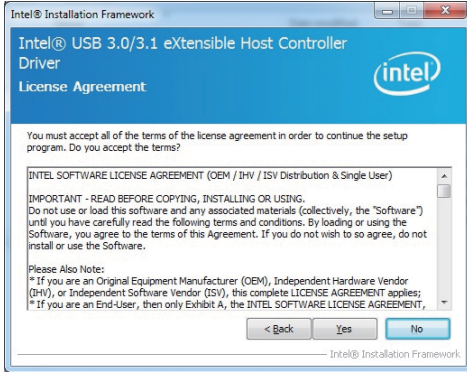 Intel® Installation Framework
Intel® USB 3.0/3.1 eXtensible Host Controller
Driver
License Agreement
intel
You must accept all of the terms of the license agreement in order to continue the setup
program. Do you accept the terms?
INTEL SOFTWARE LICENSE AGREEMENT (OEM / IHV / ISV Distribution & Single User)
IMPORTANT - READ BEFORE COPYING, INSTALLING OR USING.
Do not use or load this software and any associated materials (collectively, the "Software")
until you have carefully read the following terms and conditions. By loading or using the
Software, you agree to the terms of this Agreement. If you do not wish to so agree, do not
install or use the Software.
Please Also Note:
* If you are an Original Equipment Manufacturer (OEM), Independent Hardware Vendor
(IHV), or Independent Software Vendor (ISV), this complete LICENSE AGREEMENT applies;
* If you are an End-User, then only Exhibit A, the INTEL SOFTWARE LICENSE AGREEMENT,
< Back Yes No
Intel® Installation Framework